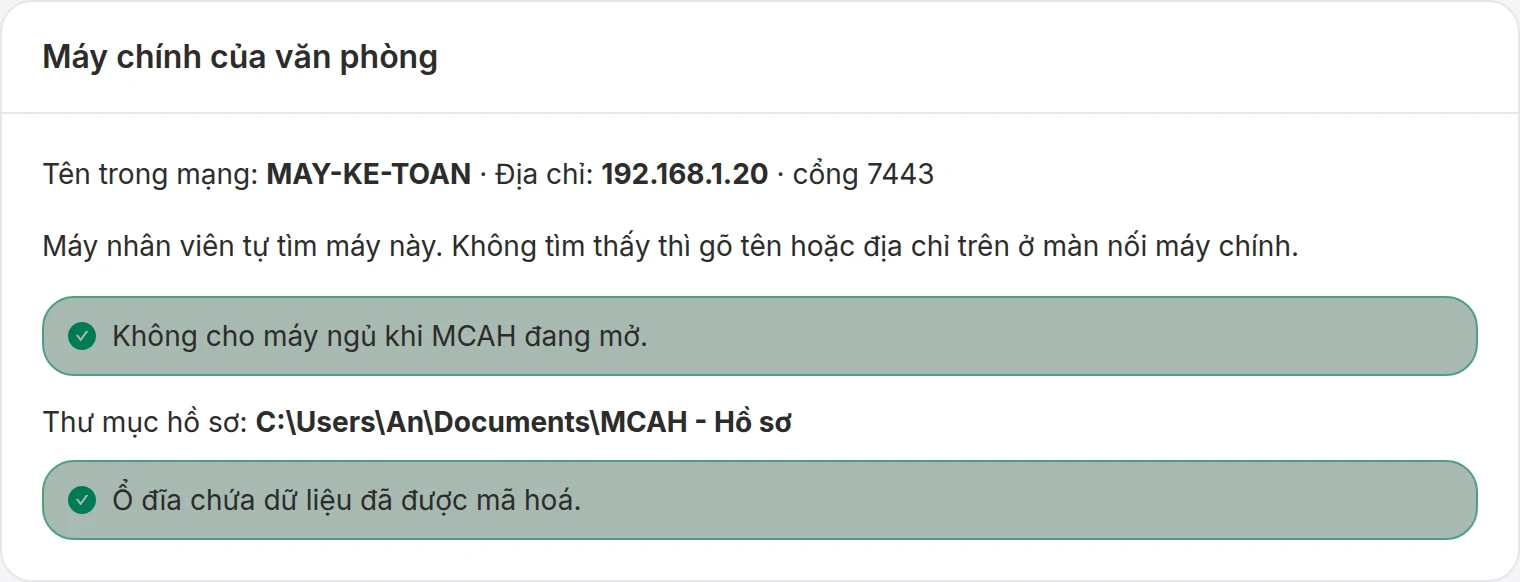 Máy chính của văn phòng
Tên trong mạng: MAY-KE-TOAN · Địa chỉ: 192.168.1.20 · cổng 7443
Máy nhân viên tự tìm máy này. Không tìm thấy thì gõ tên hoặc địa chỉ trên ở màn nối máy chính.
Không cho máy ngủ khi MCAH đang mở.
Thư mục hồ sơ: C:\Users\An\Documents\MCAH - Hồ sơ
Ổ đĩa chứa dữ liệu đã được mã hoá.